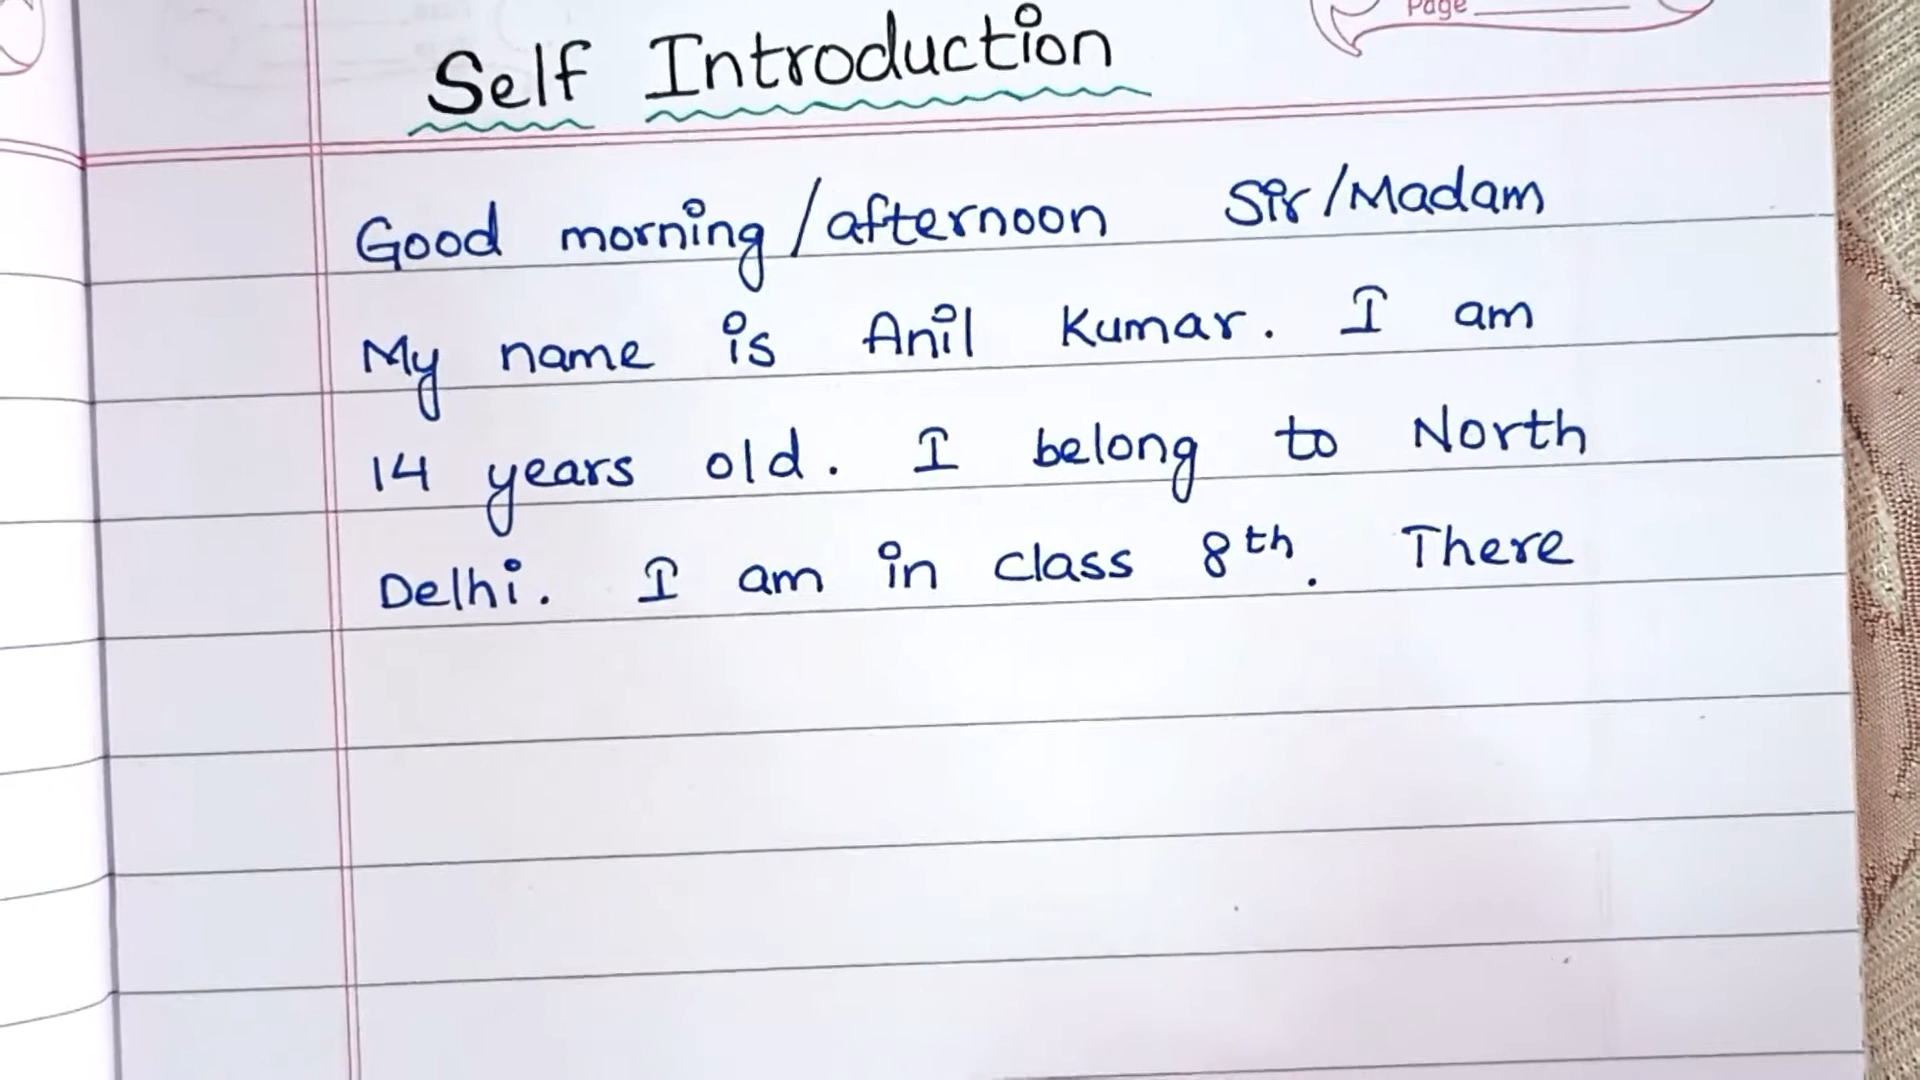 Page
Self Introduction
Good morning/afternoon Sir/Madam
My name is Anil Kumar. I am
14 years old. I belong to North
Delhi. I am in class 8th. There